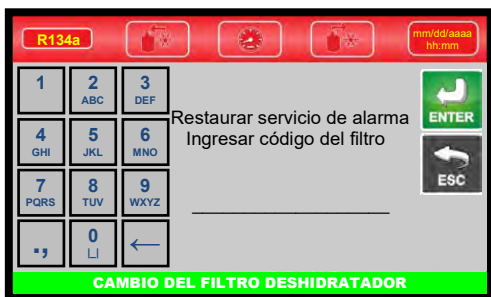 R134a
mm/dd/aaaa
hh:mm
1
2
ABC
3
DEF
4
GHI
5
JKL
6
MNO
7
PQRS
8
TUV
9
WXYZ
.,
0
⌴
←
Restaurar servicio de alarma
Ingresar código del filtro
____________________
ENTER
ESC
CAMBIO DEL FILTRO DESHIDRATADOR